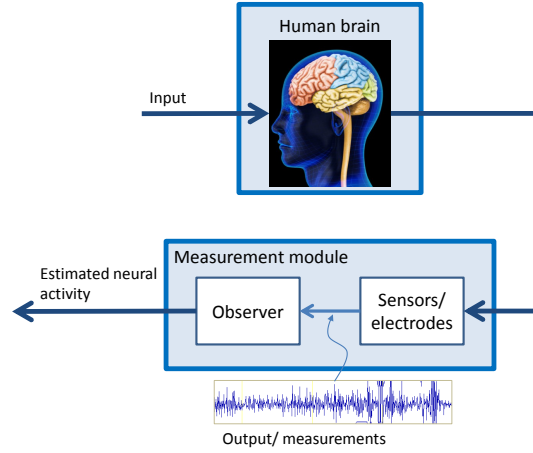 Human brain
Input
Measurement module
Estimated neural
activity
Observer
Sensors/
electrodes
Output/ measurements